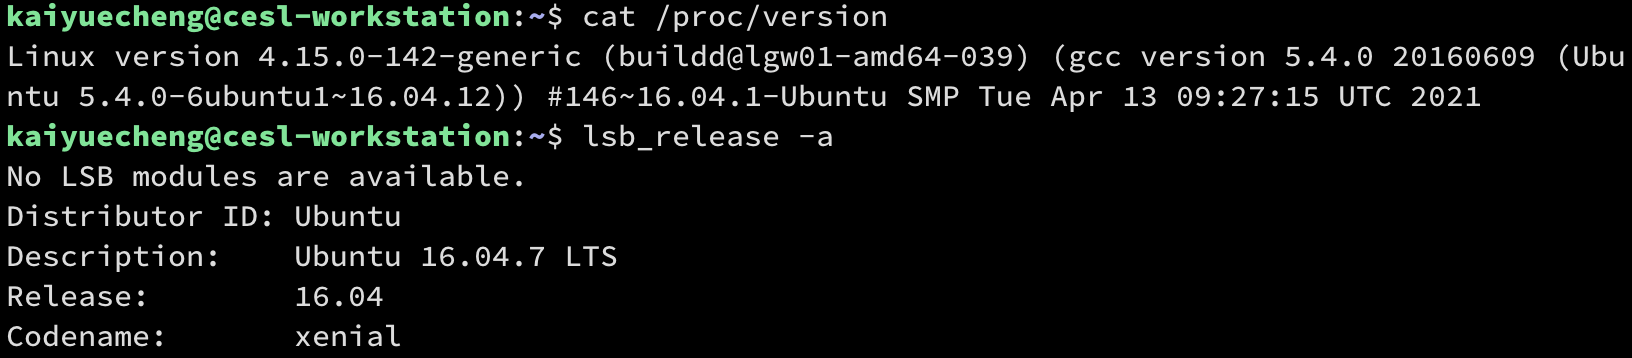 kaiyuecheng@cesl-workstation:~$ cat /proc/version
Linux version 4.15.0-142-generic (buildd@lgw01-amd64-039) (gcc version 5.4.0 20160609 (Ubu
ntu 5.4.0-6ubuntu1~16.04.12)) #146~16.04.1-Ubuntu SMP Tue Apr 13 09:27:15 UTC 2021
kaiyuecheng@cesl-workstation:~$ lsb_release -a
No LSB modules are available.
Distributor ID: Ubuntu
Description:    Ubuntu 16.04.7 LTS
Release:        16.04
Codename:       xenial